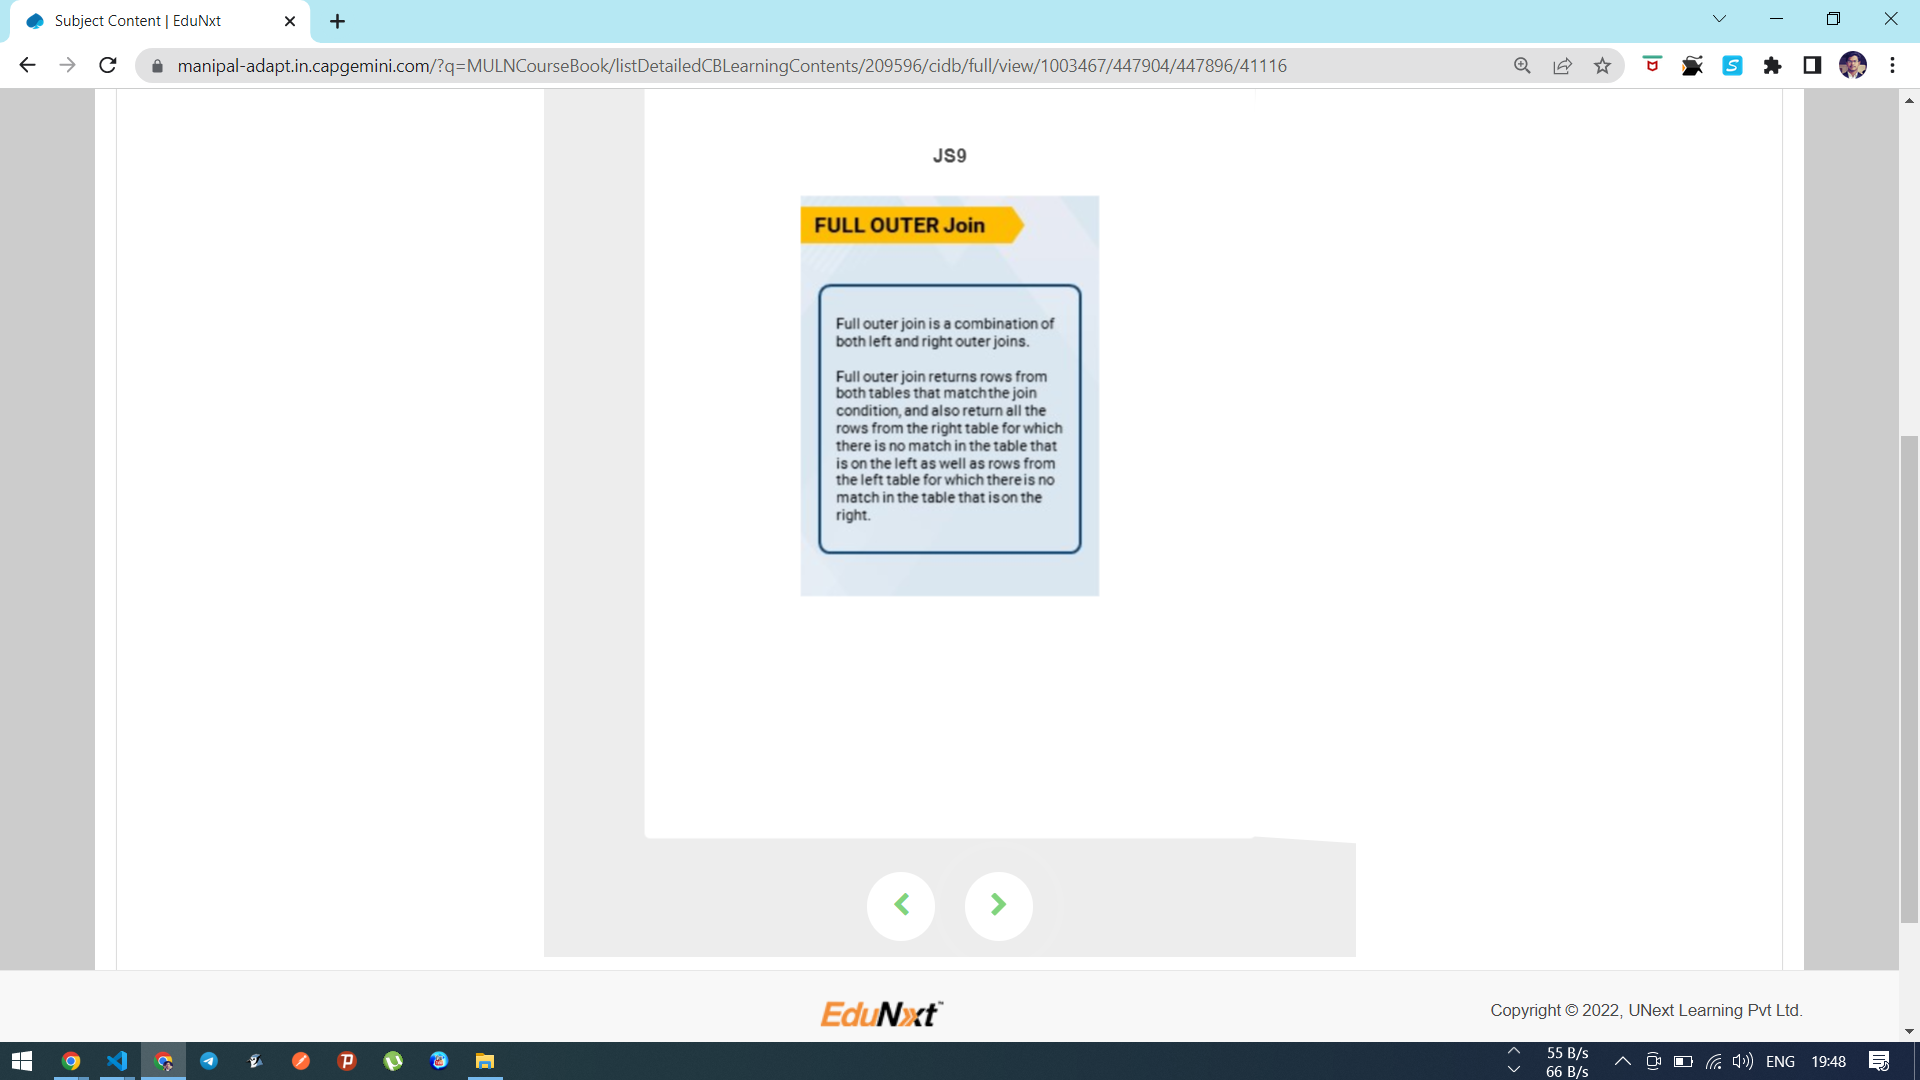 Subject Content | EduNxt
manipal-adapt.in.capgemini.com/?q=MULNCourseBook/listDetailedCBLearningContents/209596/cidb/full/view/1003467/447904/447896/41116
JS9
FULL OUTER Join
Full outer join is a combination of
both left and right outer joins.
Full outer join returns rows from
both tables that match the join
condition, and also return all the
rows from the right table for which
there is no match in the table that
is on the left as well as rows from
the left table for which there is no
match in the table that is on the
right.
EduNxt™
Copyright © 2022, UNext Learning Pvt Ltd.
55 B/s
66 B/s
ENG
19:48